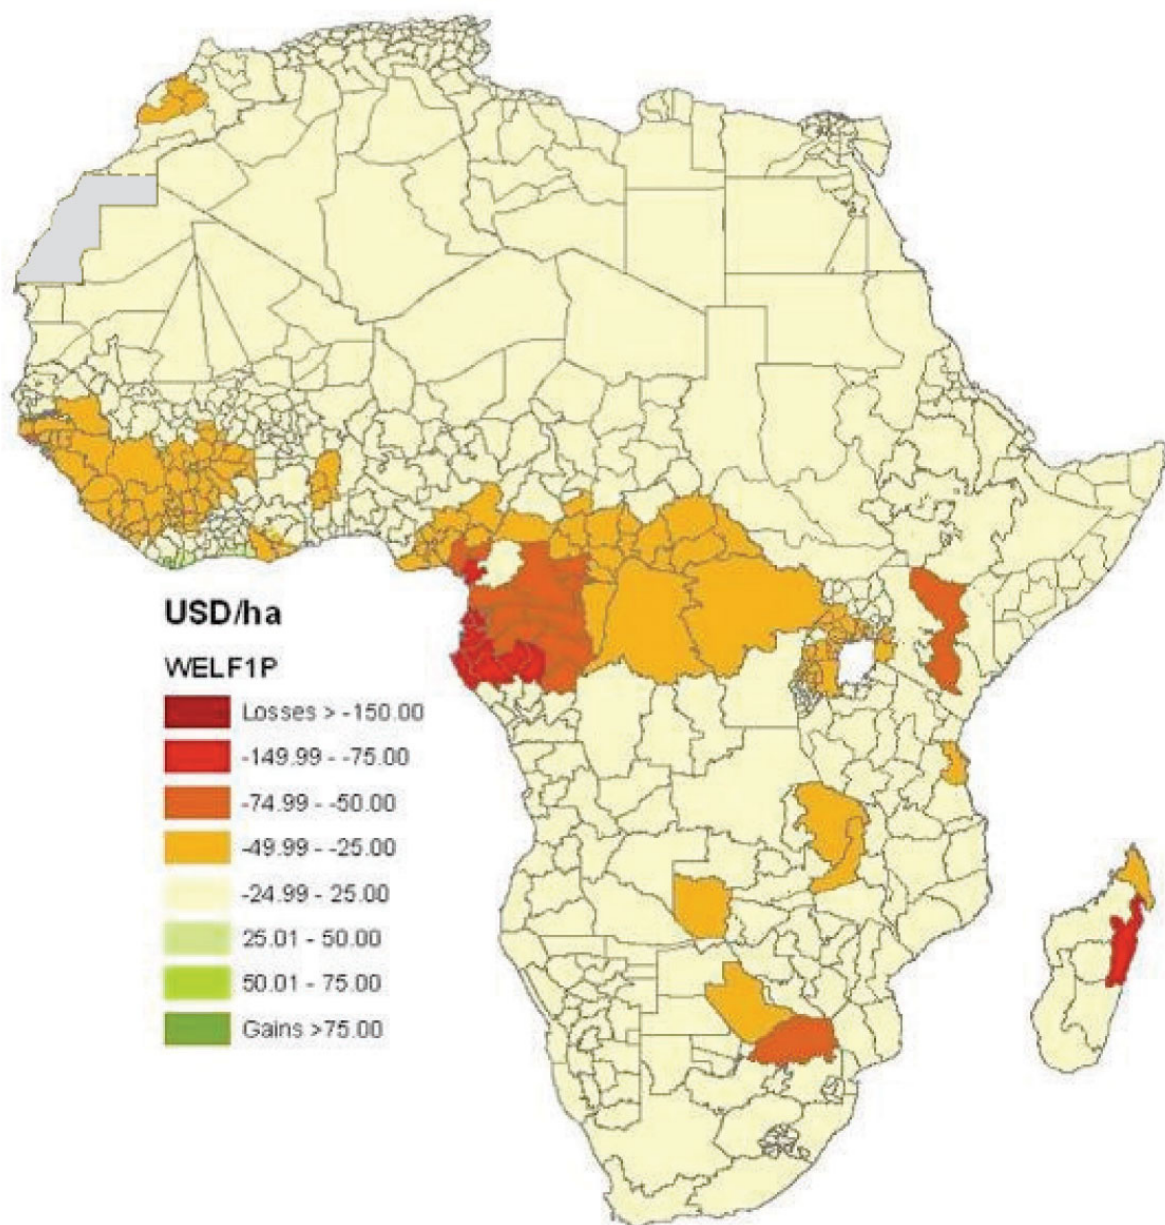 USD/ha
WELF1P
Losses > -150.00
-149.99 - -75.00
-74.99 - -50.00
-49.99 - -25.00
-24.99 - 25.00
25.01 - 50.00
50.01 - 75.00
Gains >75.00